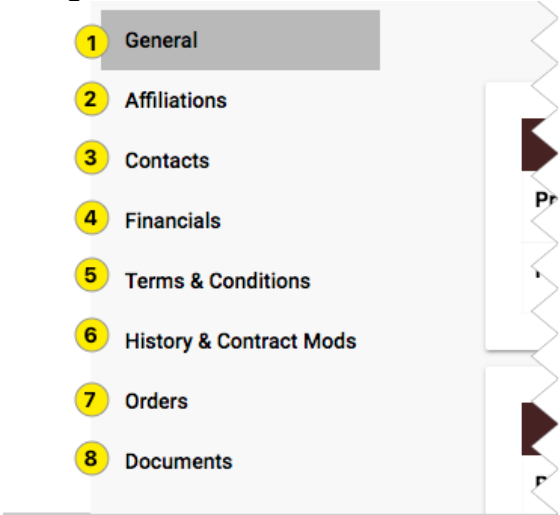 1 General
2 Affiliations
3 Contacts
4 Financials
5 Terms & Conditions
6 History & Contract Mods
7 Orders
8 Documents